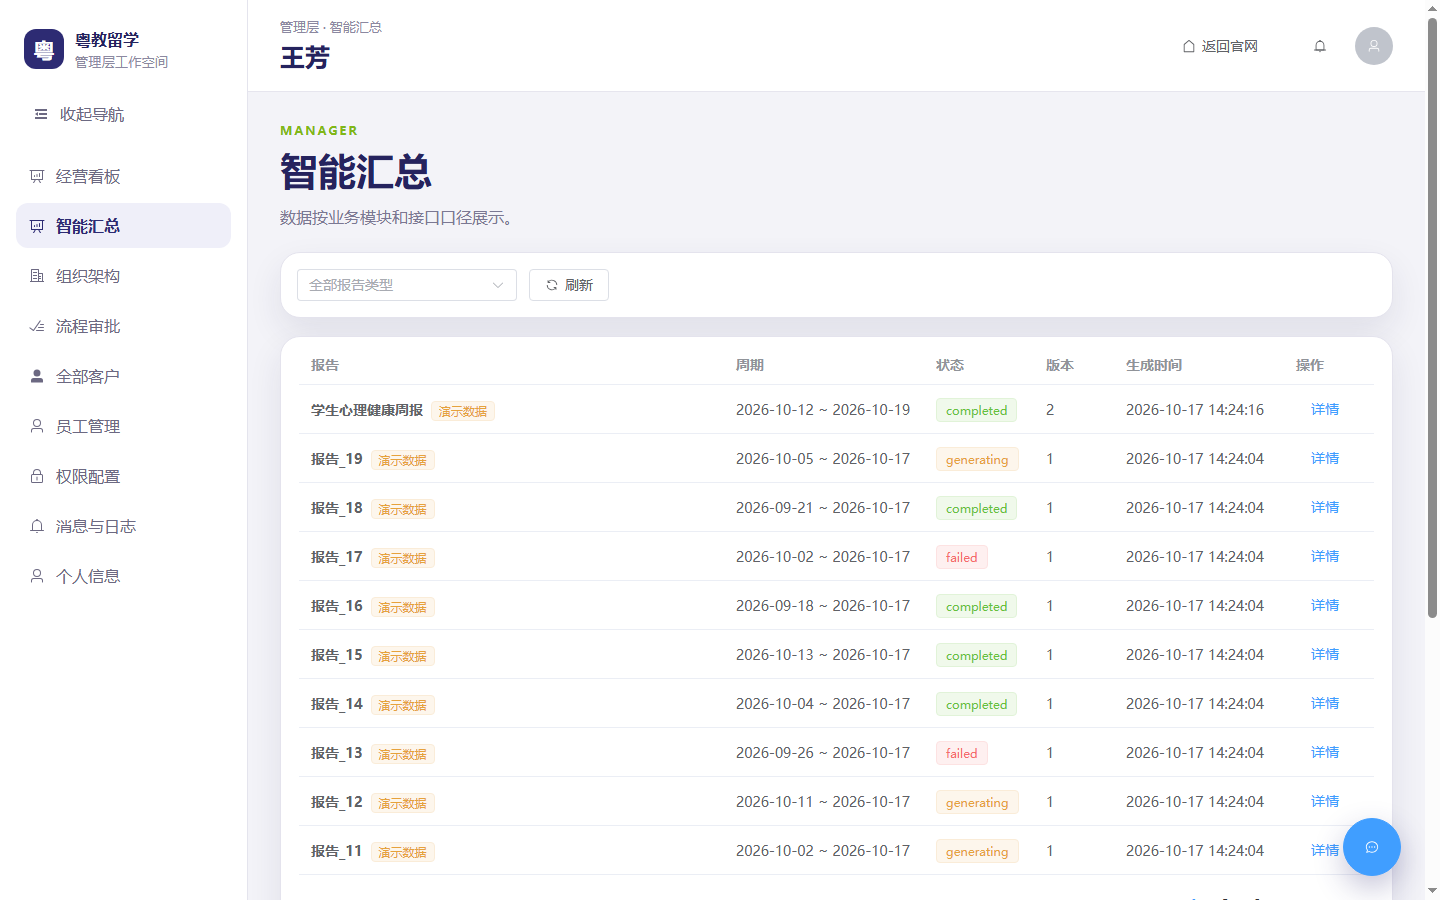 粤教留学
管理层工作空间
收起导航
经营看板
智能汇总
组织架构
流程审批
全部客户
员工管理
权限配置
消息与日志
个人信息
管理层 · 智能汇总
王芳
返回官网
MANAGER
智能汇总
数据按业务模块和接口口径展示。
全部报告类型
刷新
报告 周期 状态 版本 生成时间 操作
学生心理健康周报 演示数据 2026-10-12 ~ 2026-10-19 completed 2 2026-10-17 14:24:16 详情
报告_19 演示数据 2026-10-05 ~ 2026-10-17 generating 1 2026-10-17 14:24:04 详情
报告_18 演示数据 2026-09-21 ~ 2026-10-17 completed 1 2026-10-17 14:24:04 详情
报告_17 演示数据 2026-10-02 ~ 2026-10-17 failed 1 2026-10-17 14:24:04 详情
报告_16 演示数据 2026-09-18 ~ 2026-10-17 completed 1 2026-10-17 14:24:04 详情
报告_15 演示数据 2026-10-13 ~ 2026-10-17 completed 1 2026-10-17 14:24:04 详情
报告_14 演示数据 2026-10-04 ~ 2026-10-17 completed 1 2026-10-17 14:24:04 详情
报告_13 演示数据 2026-09-26 ~ 2026-10-17 failed 1 2026-10-17 14:24:04 详情
报告_12 演示数据 2026-10-11 ~ 2026-10-17 generating 1 2026-10-17 14:24:04 详情
报告_11 演示数据 2026-10-02 ~ 2026-10-17 generating 1 2026-10-17 14:24:04 详情